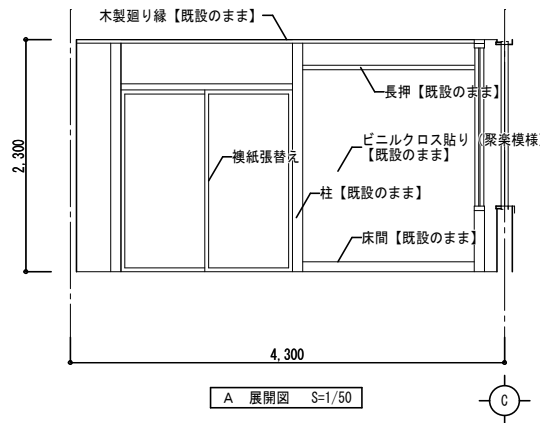 木製廻り縁【既設のまま】
長押【既設のまま】
ビニルクロス貼り（聚楽模様）
【既設のまま】
襖紙張替え
柱【既設のまま】
床間【既設のまま】
2,300
4,300
A 展開図 S=1/50
C